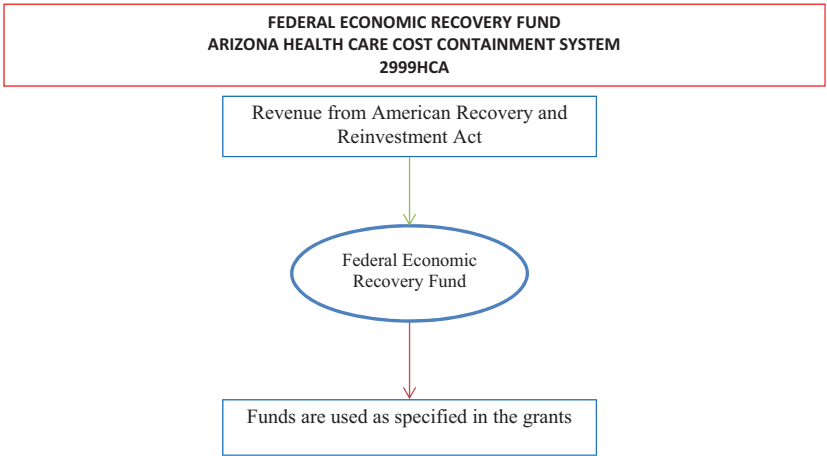 FEDERAL ECONOMIC RECOVERY FUND
ARIZONA HEALTH CARE COST CONTAINMENT SYSTEM
2999HCA
Revenue from American Recovery and
Reinvestment Act
Federal Economic
Recovery Fund
Funds are used as specified in the grants